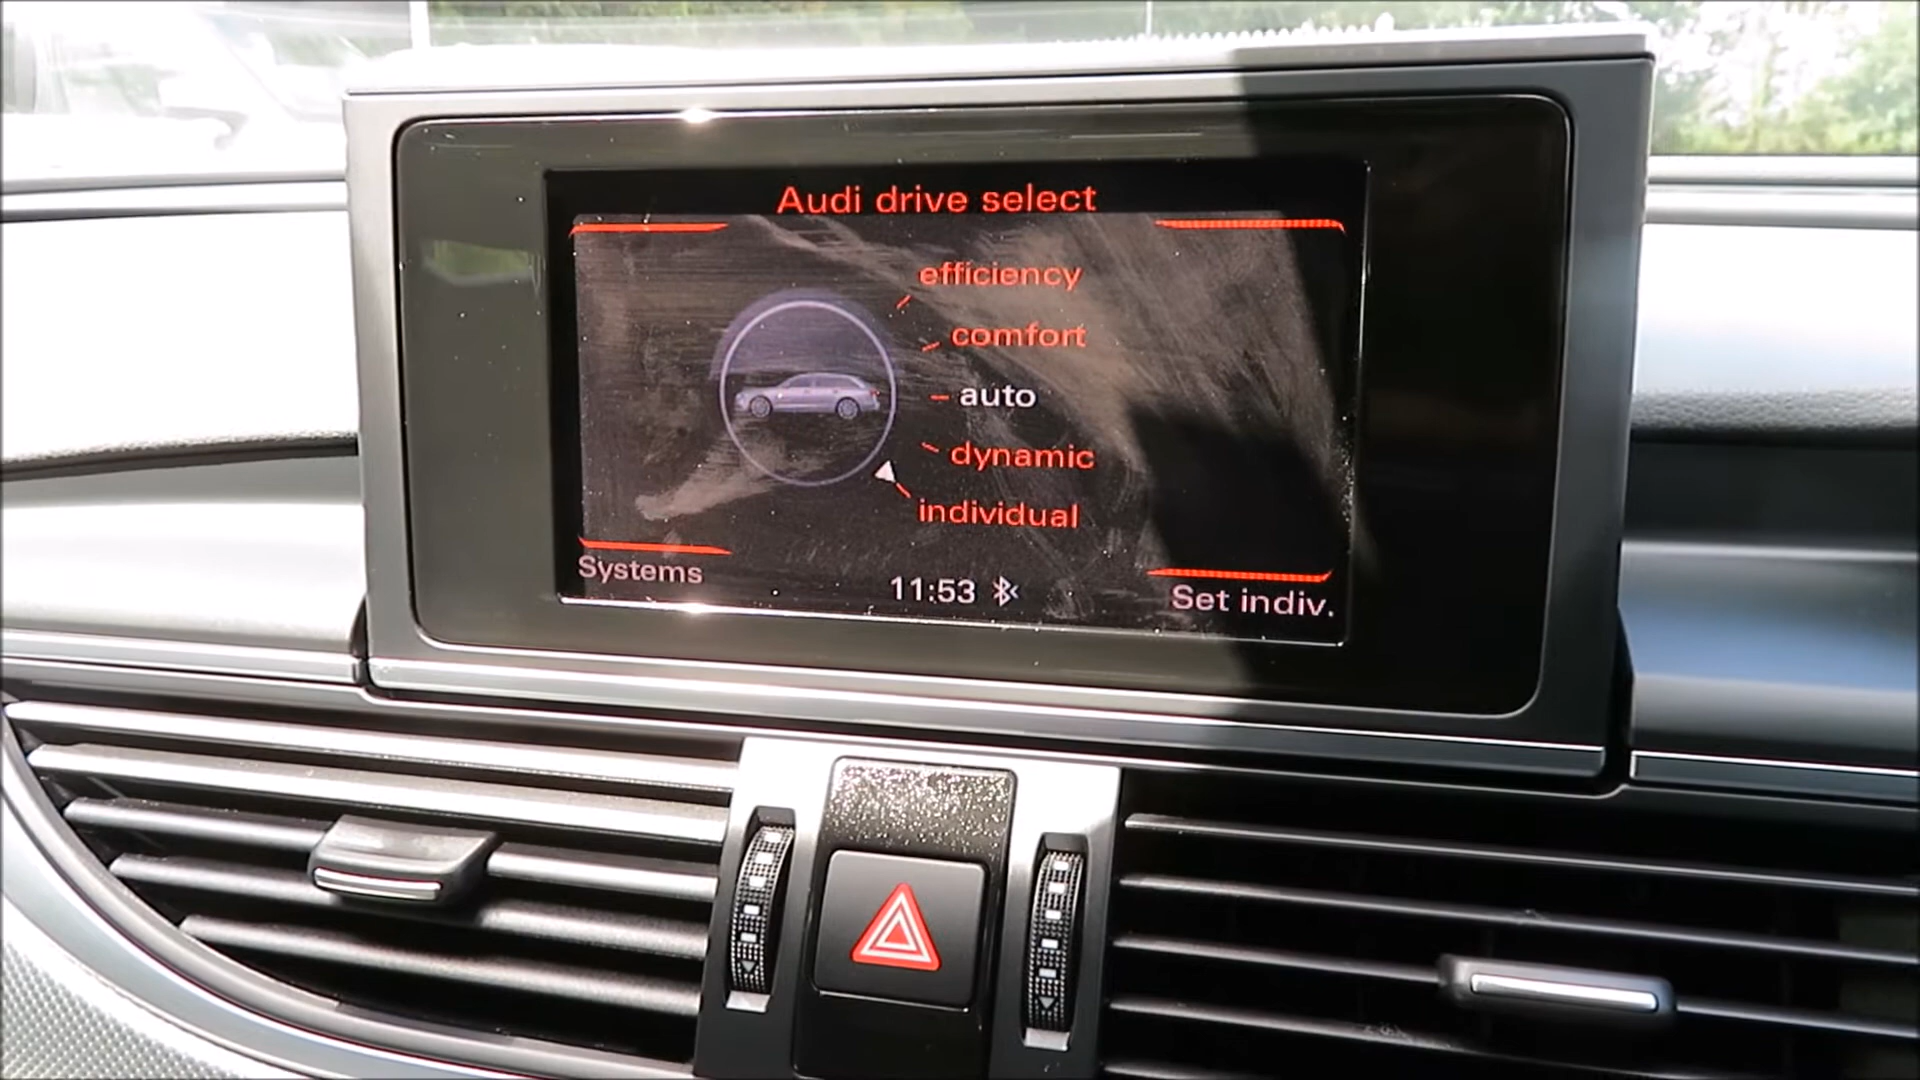 Audi drive select
efficiency
comfort
auto
dynamic
individual
Systems
11:53
Set indiv.